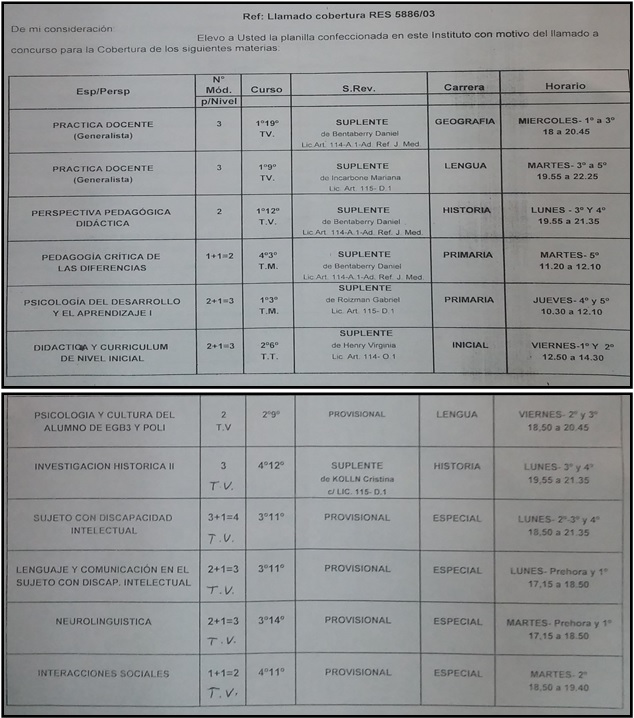 Ref: Llamado cobertura RES 5886/03
De mi consideración:
Elevo a Usted la planilla confeccionada en este Instituto con motivo del llamado a
concurso para la Cobertura de los siguientes materias.
Esp/Persp N° Mód. p/Nivel Curso S.Rev. Carrera Horario
PRACTICA DOCENTE 3 1°19° SUPLENTE GEOGRAFIA MIERCOLES- 1° a 3°
(Generalista) TV. de Bentaberry Daniel 18 a 20.45
Lic.Art. 114-A.1-Ad. Ref. J. Med.
PRACTICA DOCENTE 3 1°9° SUPLENTE LENGUA MARTES- 3° a 5°
(Generalista) TV. de Incarbone Mariana 19.55 a 22.25
Lic. Art. 115- D.1
PERSPECTIVA PEDAGÓGICA 2 1°12° SUPLENTE HISTORIA LUNES - 3° Y 4°
DIDÁCTICA T.V. de Bentaberry Daniel 19.55 a 21.35
Lic.Art. 114-A.1-Ad. Ref. J. Med.
PEDAGOGÍA CRÍTICA DE 1+1=2 4°3° SUPLENTE PRIMARIA MARTES- 5°
LAS DIFERENCIAS T.M. de Bentaberry Daniel 11.20 a 12.10
Lic.Art. 114-A.1-Ad. Ref. J. Med.
PSICOLOGÍA DEL DESARROLLO 2+1=3 1°3° SUPLENTE PRIMARIA JUEVES- 4° y 5°
Y EL APRENDIZAJE I T.M. de Roizman Gabriel 10.30 a 12.10
Lic. Art. 115- D.1
DIDACTICA Y CURRICULUM 2+1=3 2°6° SUPLENTE INICIAL VIERNES-1° Y 2°
DE NIVEL INICIAL T.T. de Henry Virginia 12.50 a 14.30
Lic. Art. 114- O.1
PSICOLOGIA Y CULTURA DEL 2 2°9° PROVISIONAL LENGUA VIERNES- 2° y 3°
ALUMNO DE EGB3 Y POLI T.V 18,50 a 20.45
INVESTIGACION HISTORICA II 3 4°12° SUPLENTE HISTORIA LUNES- 3° y 4°
T.V. de KOLLN Cristina 19,55 a 21.35
c/ LIC. 115- D.1
SUJETO CON DISCAPACIDAD 3+1=4 3°11° PROVISIONAL ESPECIAL LUNES- 2°-3° y 4°
INTELECTUAL T.V. 18,50 a 21.35
LENGUAJE Y COMUNICACIÓN EN EL 2+1=3 3°11° PROVISIONAL ESPECIAL LUNES- Prehora y 1°
SUJETO CON DISCAP. INTELECTUAL T.V. 17,15 a 18.50
NEUROLINGUISTICA 2+1=3 3°14° PROVISIONAL ESPECIAL MARTES- Prehora y 1°
T.V. 17,15 a 18.50
INTERACCIONES SOCIALES 1+1=2 4°11° PROVISIONAL ESPECIAL MARTES- 2°
T.V. 18,50 a 19.40